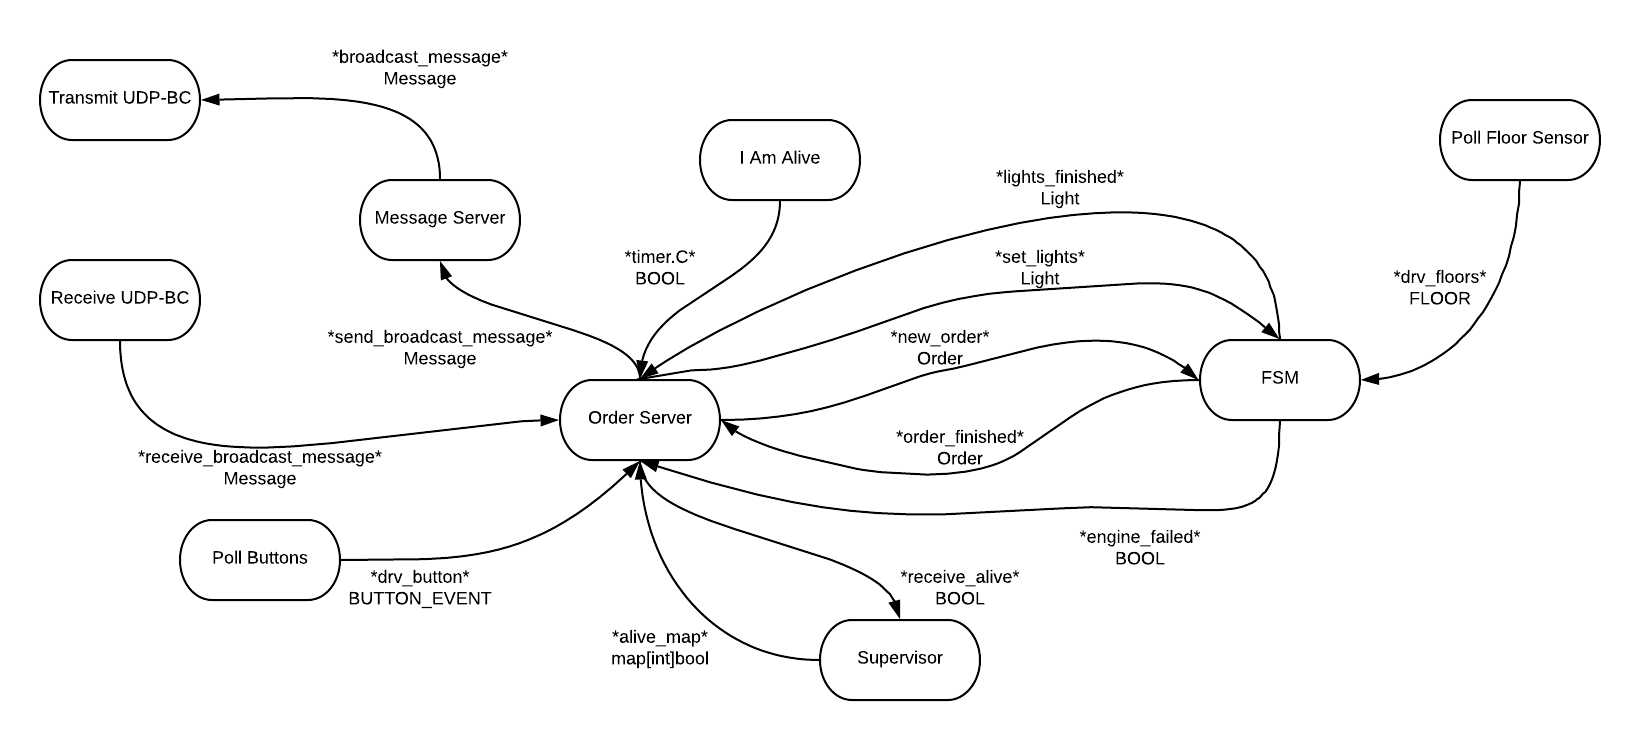 *broadcast_message*
Message
Transmit UDP-BC
Poll Floor Sensor
I Am Alive
*lights_finished*
Light
Message Server
*timer.C*
BOOL
*set_lights*
Light
*drv_floors*
FLOOR
Receive UDP-BC
*send_broadcast_message*
Message
*new_order*
Order
FSM
Order Server
*order_finished*
Order
*receive_broadcast_message*
Message
*engine_failed*
BOOL
Poll Buttons
*drv_button*
BUTTON_EVENT
*receive_alive*
BOOL
*alive_map*
map[int]bool
Supervisor